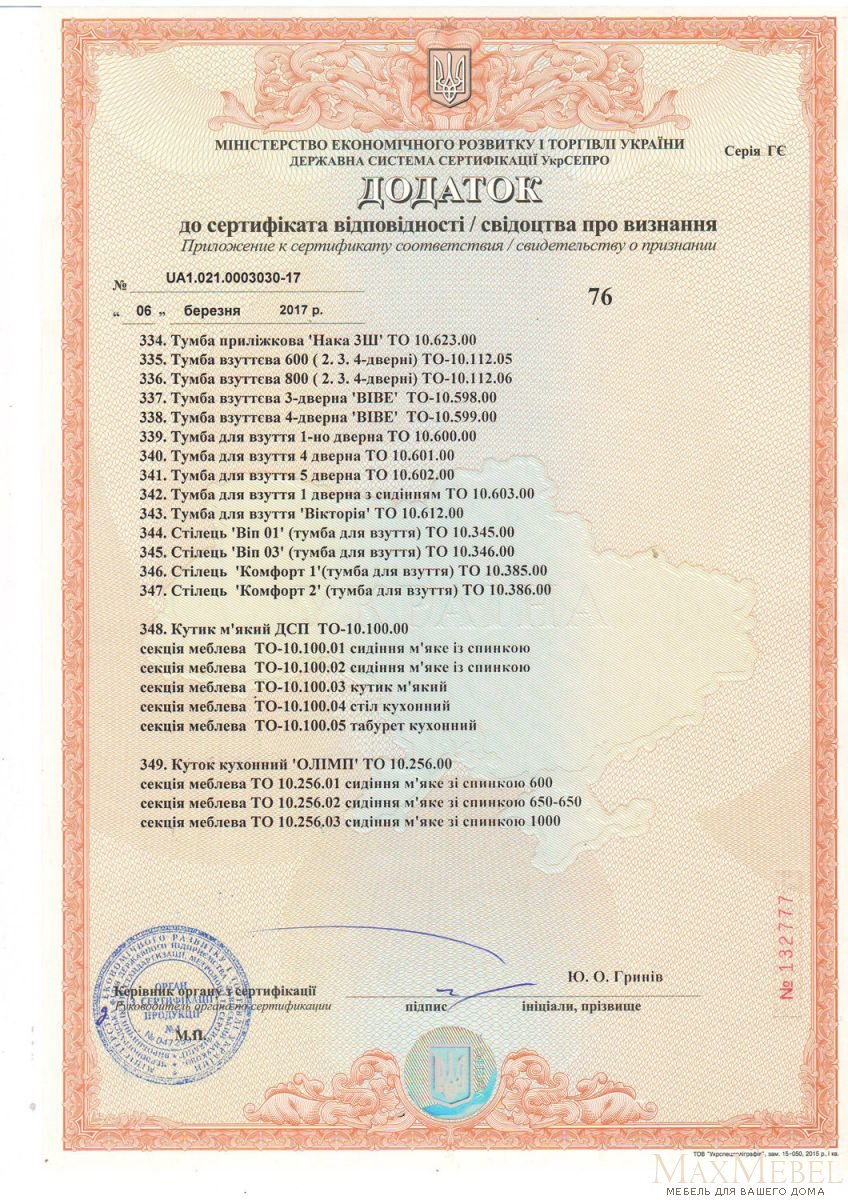 МІНІСТЕРСТВО ЕКОНОМІЧНОГО РОЗВИТКУ І ТОРГІВЛІ УКРАЇНИ
Серія ГЄ
ДЕРЖАВНА СИСТЕМА СЕРТИФІКАЦІЇ УкрСЕПРО
ДОДАТОК
до сертифіката відповідності / свідоцтва про визнання
Приложение к сертификату соответствия / свидетельству о признании
№ UA1.021.0003030-17
76
„ 06 „ березня 2017 р.
334. Тумба приліжкова 'Нака 3Ш' ТО 10.623.00
335. Тумба взуттєва 600 ( 2. 3. 4-дверні) ТО-10.112.05
336. Тумба взуттєва 800 ( 2. 3. 4-дверні) ТО-10.112.06
337. Тумба взуттєва 3-дверна 'ВІВЕ' ТО-10.598.00
338. Тумба взуттєва 4-дверна 'ВІВЕ' ТО-10.599.00
339. Тумба для взуття 1-но дверна ТО 10.600.00
340. Тумба для взуття 4 дверна ТО 10.601.00
341. Тумба для взуття 5 дверна ТО 10.602.00
342. Тумба для взуття 1 дверна з сидінням ТО 10.603.00
343. Тумба для взуття 'Вікторія' ТО 10.612.00
344. Стілець 'Віп 01' (тумба для взуття) ТО 10.345.00
345. Стілець 'Віп 03' (тумба для взуття) ТО 10.346.00
346. Стілець 'Комфорт 1'(тумба для взуття) ТО 10.385.00
347. Стілець 'Комфорт 2' (тумба для взуття) ТО 10.386.00
348. Кутик м'який ДСП ТО-10.100.00
секція меблева ТО-10.100.01 сидіння м'яке із спинкою
секція меблева ТО-10.100.02 сидіння м'яке із спинкою
секція меблева ТО-10.100.03 кутик м'який
секція меблева ТО-10.100.04 стіл кухонний
секція меблева ТО-10.100.05 табурет кухонний
349. Куток кухонний 'ОЛІМП' ТО 10.256.00
секція меблева ТО 10.256.01 сидіння м'яке зі спинкою 600
секція меблева ТО 10.256.02 сидіння м'яке зі спинкою 650-650
секція меблева ТО 10.256.03 сидіння м'яке зі спинкою 1000
№ 132777
Ю. О. Гринів
Керівник органу з сертифікації
Руководитель органа по сертификации
підпис
ініціали, прізвище
ОРГАН
З СЕРТИФІКАЦІЇ
ПРОДУКЦІЇ
М.П.
ТОВ "Укрспецполіграфія", зам. 15-050, 2015 р., І кв.
MAXMEBEL
МЕБЕЛЬ ДЛЯ ВАШЕГО ДОМА